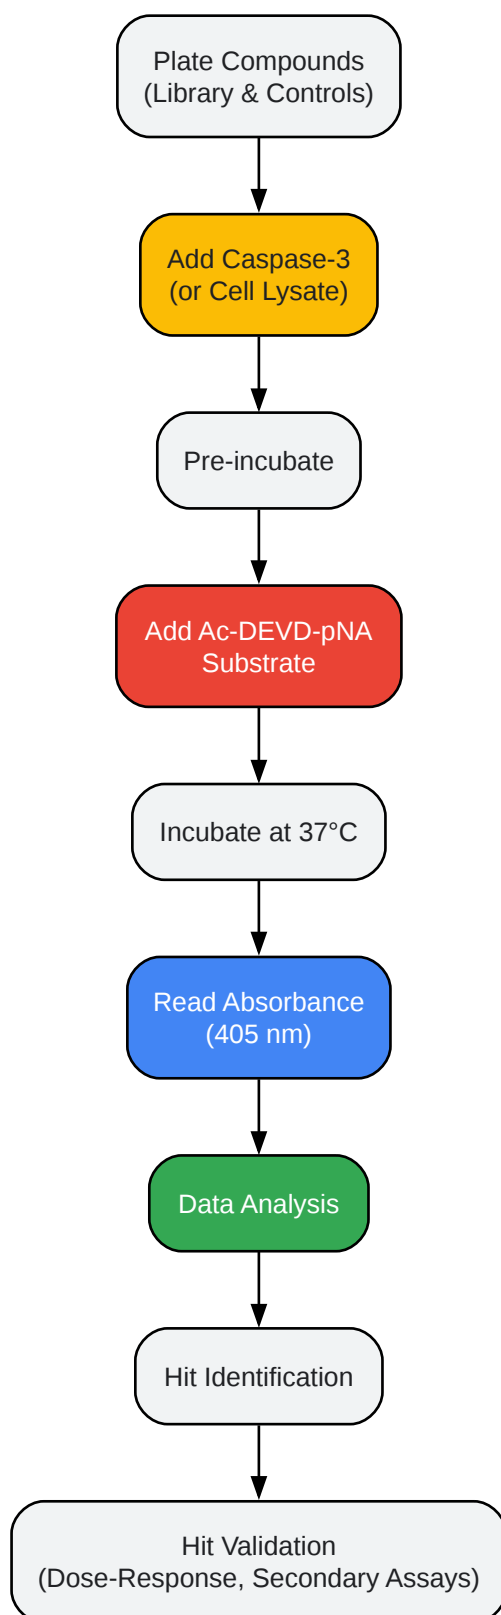 Plate Compounds
(Library & Controls)
Add Caspase-3
(or Cell Lysate)
Pre-incubate
Add Ac-DEVD-pNA
Substrate
Incubate at 37°C
Read Absorbance
(405 nm)
Data Analysis
Hit Identification
Hit Validation
(Dose-Response, Secondary Assays)